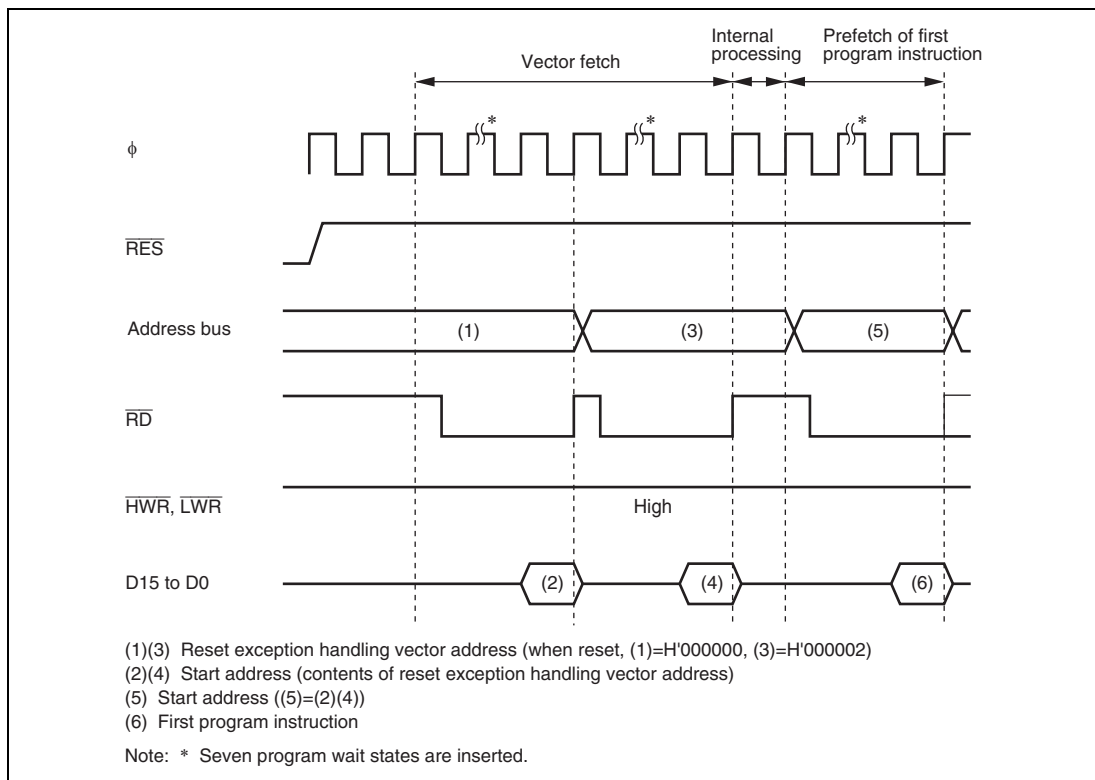 Internal
processing
Prefetch of first
program instruction
Vector fetch
*
*
*
ϕ
RES
Address bus
(1)
(3)
(5)
RD
HWR, LWR
High
D15 to D0
(2)
(4)
(6)
(1)(3) Reset exception handling vector address (when reset, (1)=H'000000, (3)=H'000002)
(2)(4) Start address (contents of reset exception handling vector address)
(5) Start address ((5)=(2)(4))
(6) First program instruction
Note: * Seven program wait states are inserted.